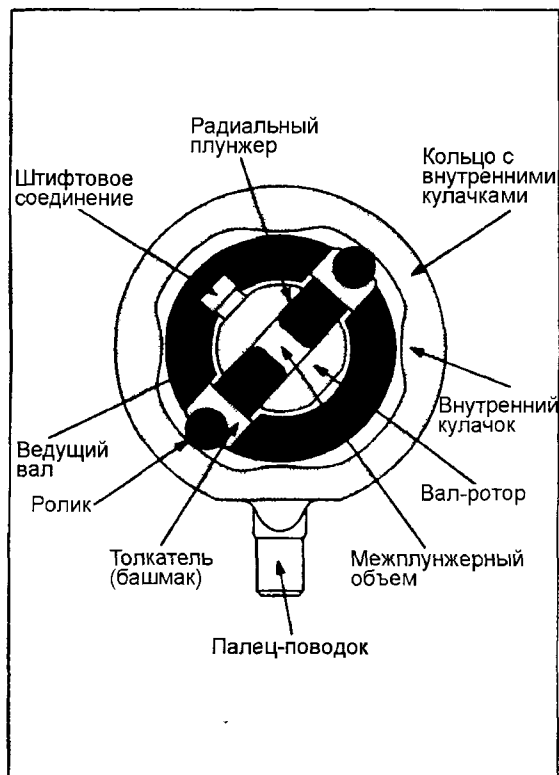 Радиальный
плунжер
Штифтовое
соединение
Кольцо с
внутренними
кулачками
Внутренний
кулачок
Ведущий
вал
Ролик
Вал-ротор
Толкатель
(башмак)
Межплунжерный
объем
Палец-поводок